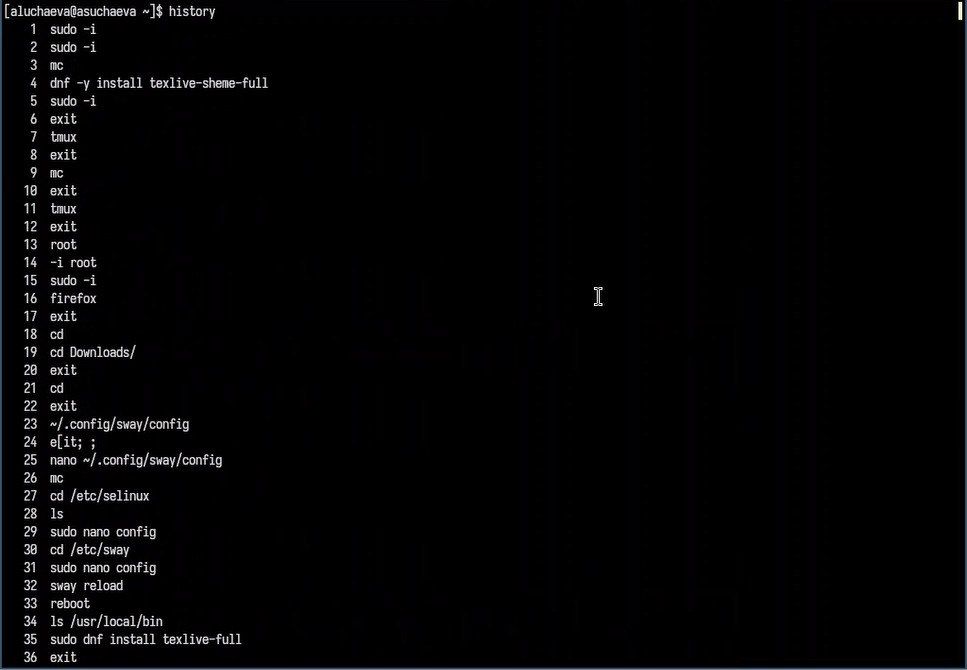 [aluchaeva@asuchaeva ~]$ history
1 sudo -i
2 sudo -i
3 mc
4 dnf -y install texlive-sheme-full
5 sudo -i
6 exit
7 tmux
8 exit
9 mc
10 exit
11 tmux
12 exit
13 root
14 -i root
15 sudo -i
16 firefox
17 exit
18 cd
19 cd Downloads/
20 exit
21 cd
22 exit
23 ~/.config/sway/config
24 e[it; ;
25 nano ~/.config/sway/config
26 mc
27 cd /etc/selinux
28 ls
29 sudo nano config
30 cd /etc/sway
31 sudo nano config
32 sway reload
33 reboot
34 ls /usr/local/bin
35 sudo dnf install texlive-full
36 exit